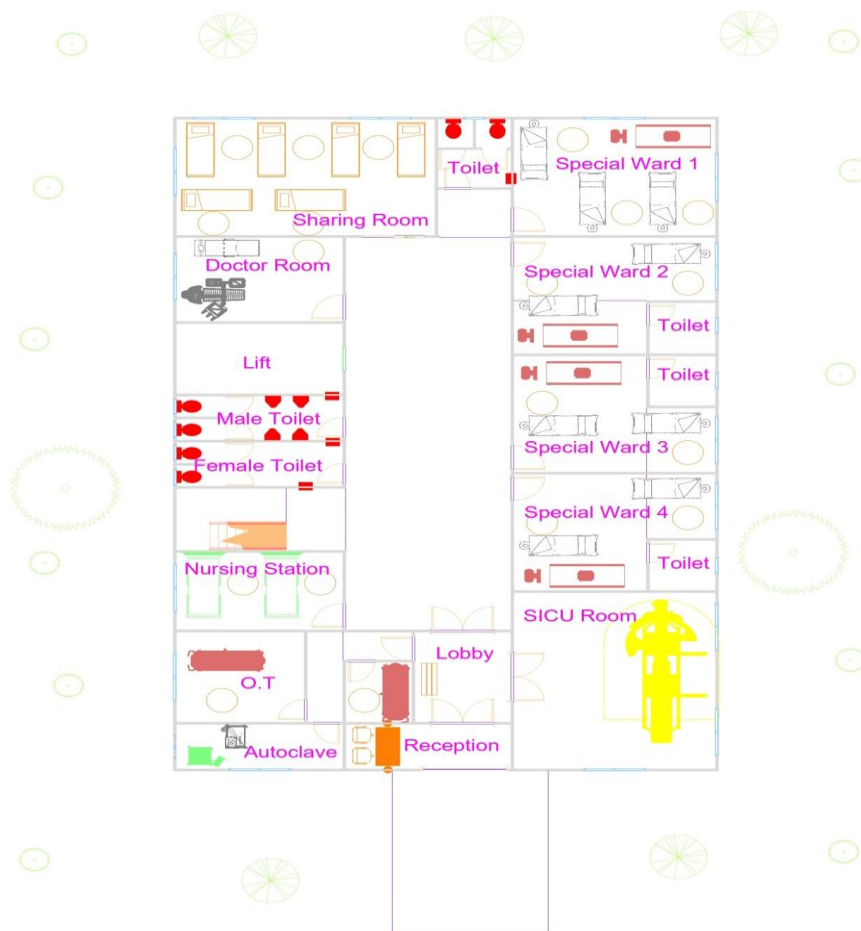 Toilet
Special Ward 1
Sharing Room
Doctor Room
Special Ward 2
Toilet
Lift
Toilet
Male Toilet
Special Ward 3
Female Toilet
Special Ward 4
Nursing Station
Toilet
SICU Room
Lobby
O.T
Reception
Autoclave